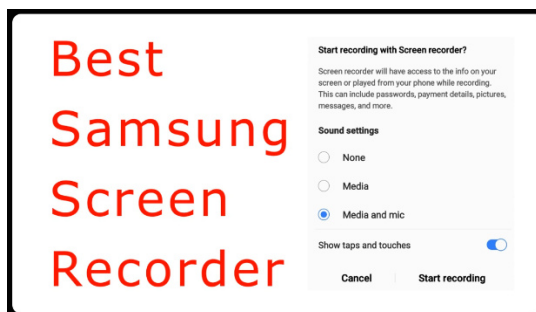 Best
Samsung
Screen
Recorder
Start recording with Screen recorder?
Screen recorder will have access to the info on your
screen or played from your phone while recording.
This can include passwords, payment details, pictures,
messages, and more.
Sound settings
None
Media
Media and mic
Show taps and touches
Cancel Start recording